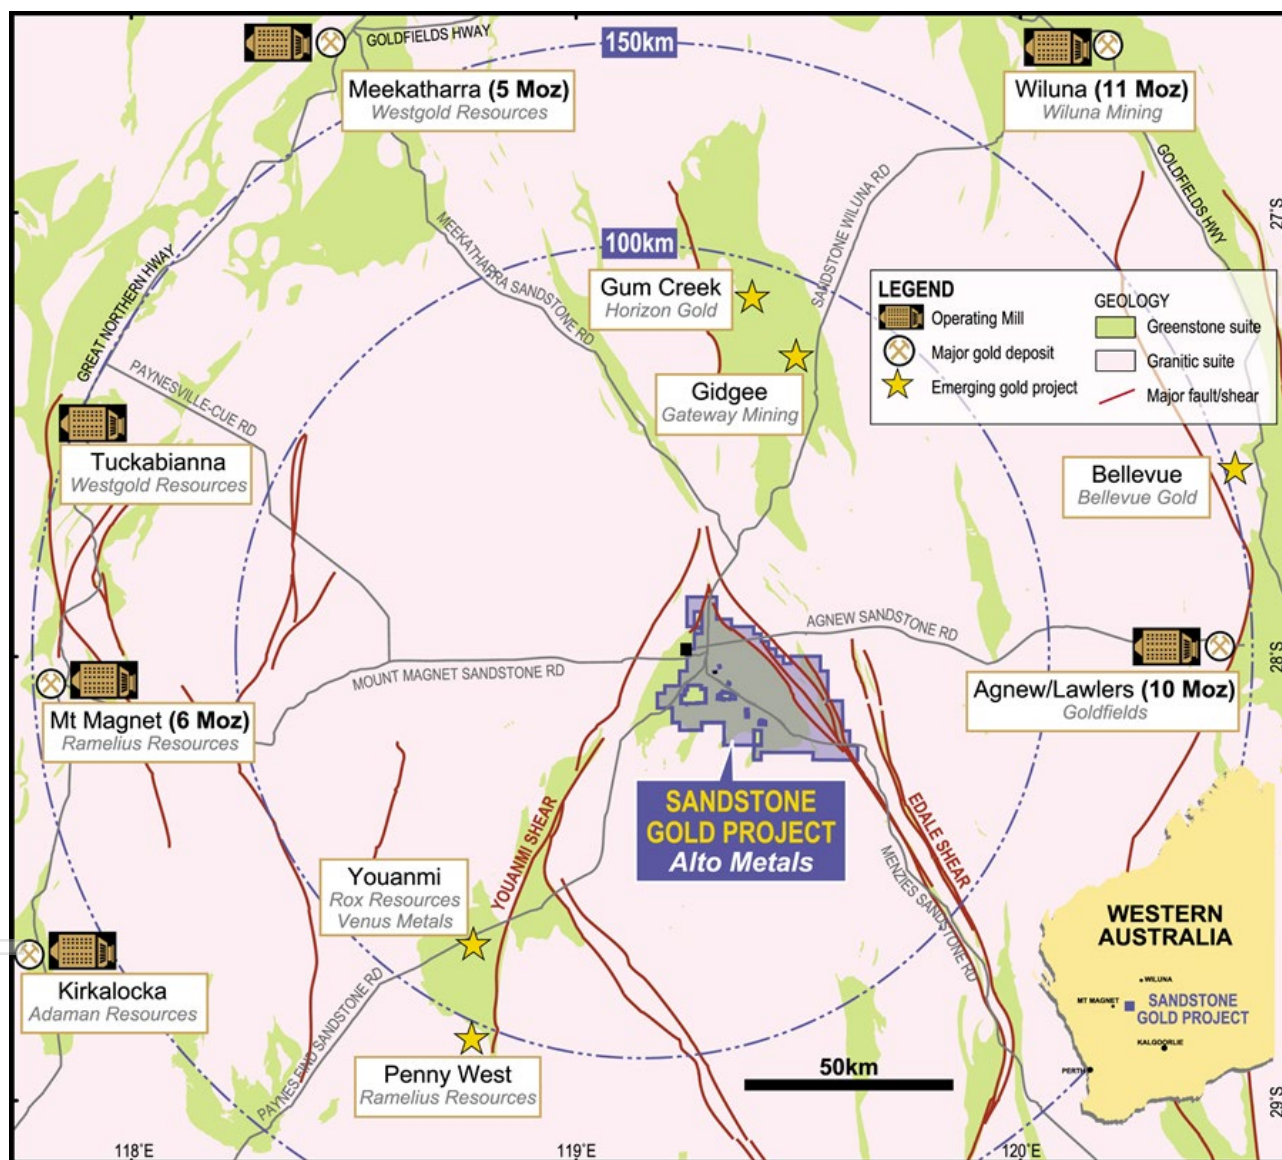 GOLDFIELDS HWAY
150km
Meekatharra (5 Moz)
Westgold Resources
Wiluna (11 Moz)
Wiluna Mining
GOLDFIELDS HWY
27°S
MEEKATHARRA SANDSTONE RD
100km
SANDSTONE WILUNA RD
GREAT NORTHERN HWAY
Gum Creek
Horizon Gold
LEGEND
Operating Mill
Major gold deposit
Emerging gold project
GEOLOGY
Greenstone suite
Granitic suite
Major fault/shear
PAYNESVILLE-CUE RD
Gidgee
Gateway Mining
Tuckabianna
Westgold Resources
Bellevue
Bellevue Gold
AGNEW SANDSTONE RD
28°S
MOUNT MAGNET SANDSTONE RD
Mt Magnet (6 Moz)
Ramelius Resources
Agnew/Lawlers (10 Moz)
Goldfields
SANDSTONE
GOLD PROJECT
Alto Metals
YOUANMI SHEAR
EDALE SHEAR
MENZIES SANDSTONE RD
Youanmi
Rox Resources
Venus Metals
Kirkalocka
Adaman Resources
PAYNES FIND SANDSTONE RD
Penny West
Ramelius Resources
50km
WESTERN
AUSTRALIA
WILUNA
MT MAGNET
SANDSTONE
GOLD PROJECT
KALGOORLIE
PERTH
29°S
118°E
119°E
120°E